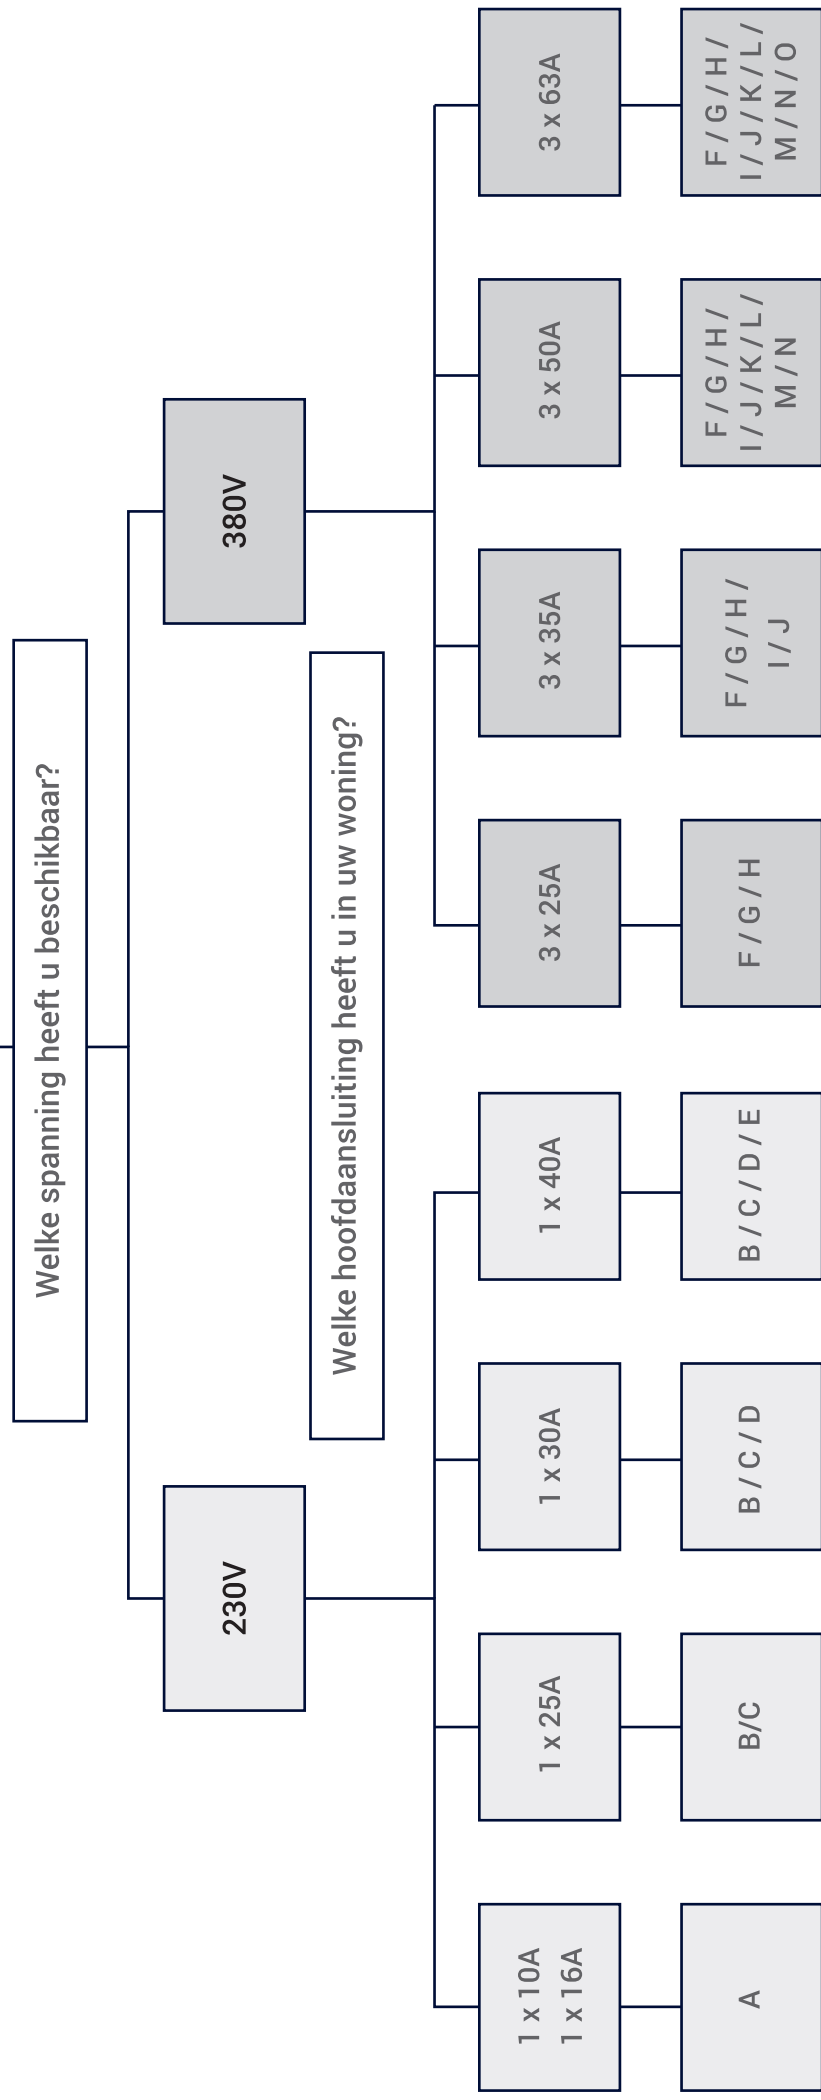 Welke spanning heeft u beschikbaar?
230V
380V
Welke hoofdaansluiting heeft u in uw woning?
1 x 10A
1 x 16A
1 x 25A
1 x 30A
1 x 40A
3 x 25A
3 x 35A
3 x 50A
3 x 63A
A
B/C
B / C / D
B / C / D / E
F / G / H
F / G / H /
I / J
F / G / H /
I / J / K / L /
M / N
F / G / H /
I / J / K / L /
M / N / O